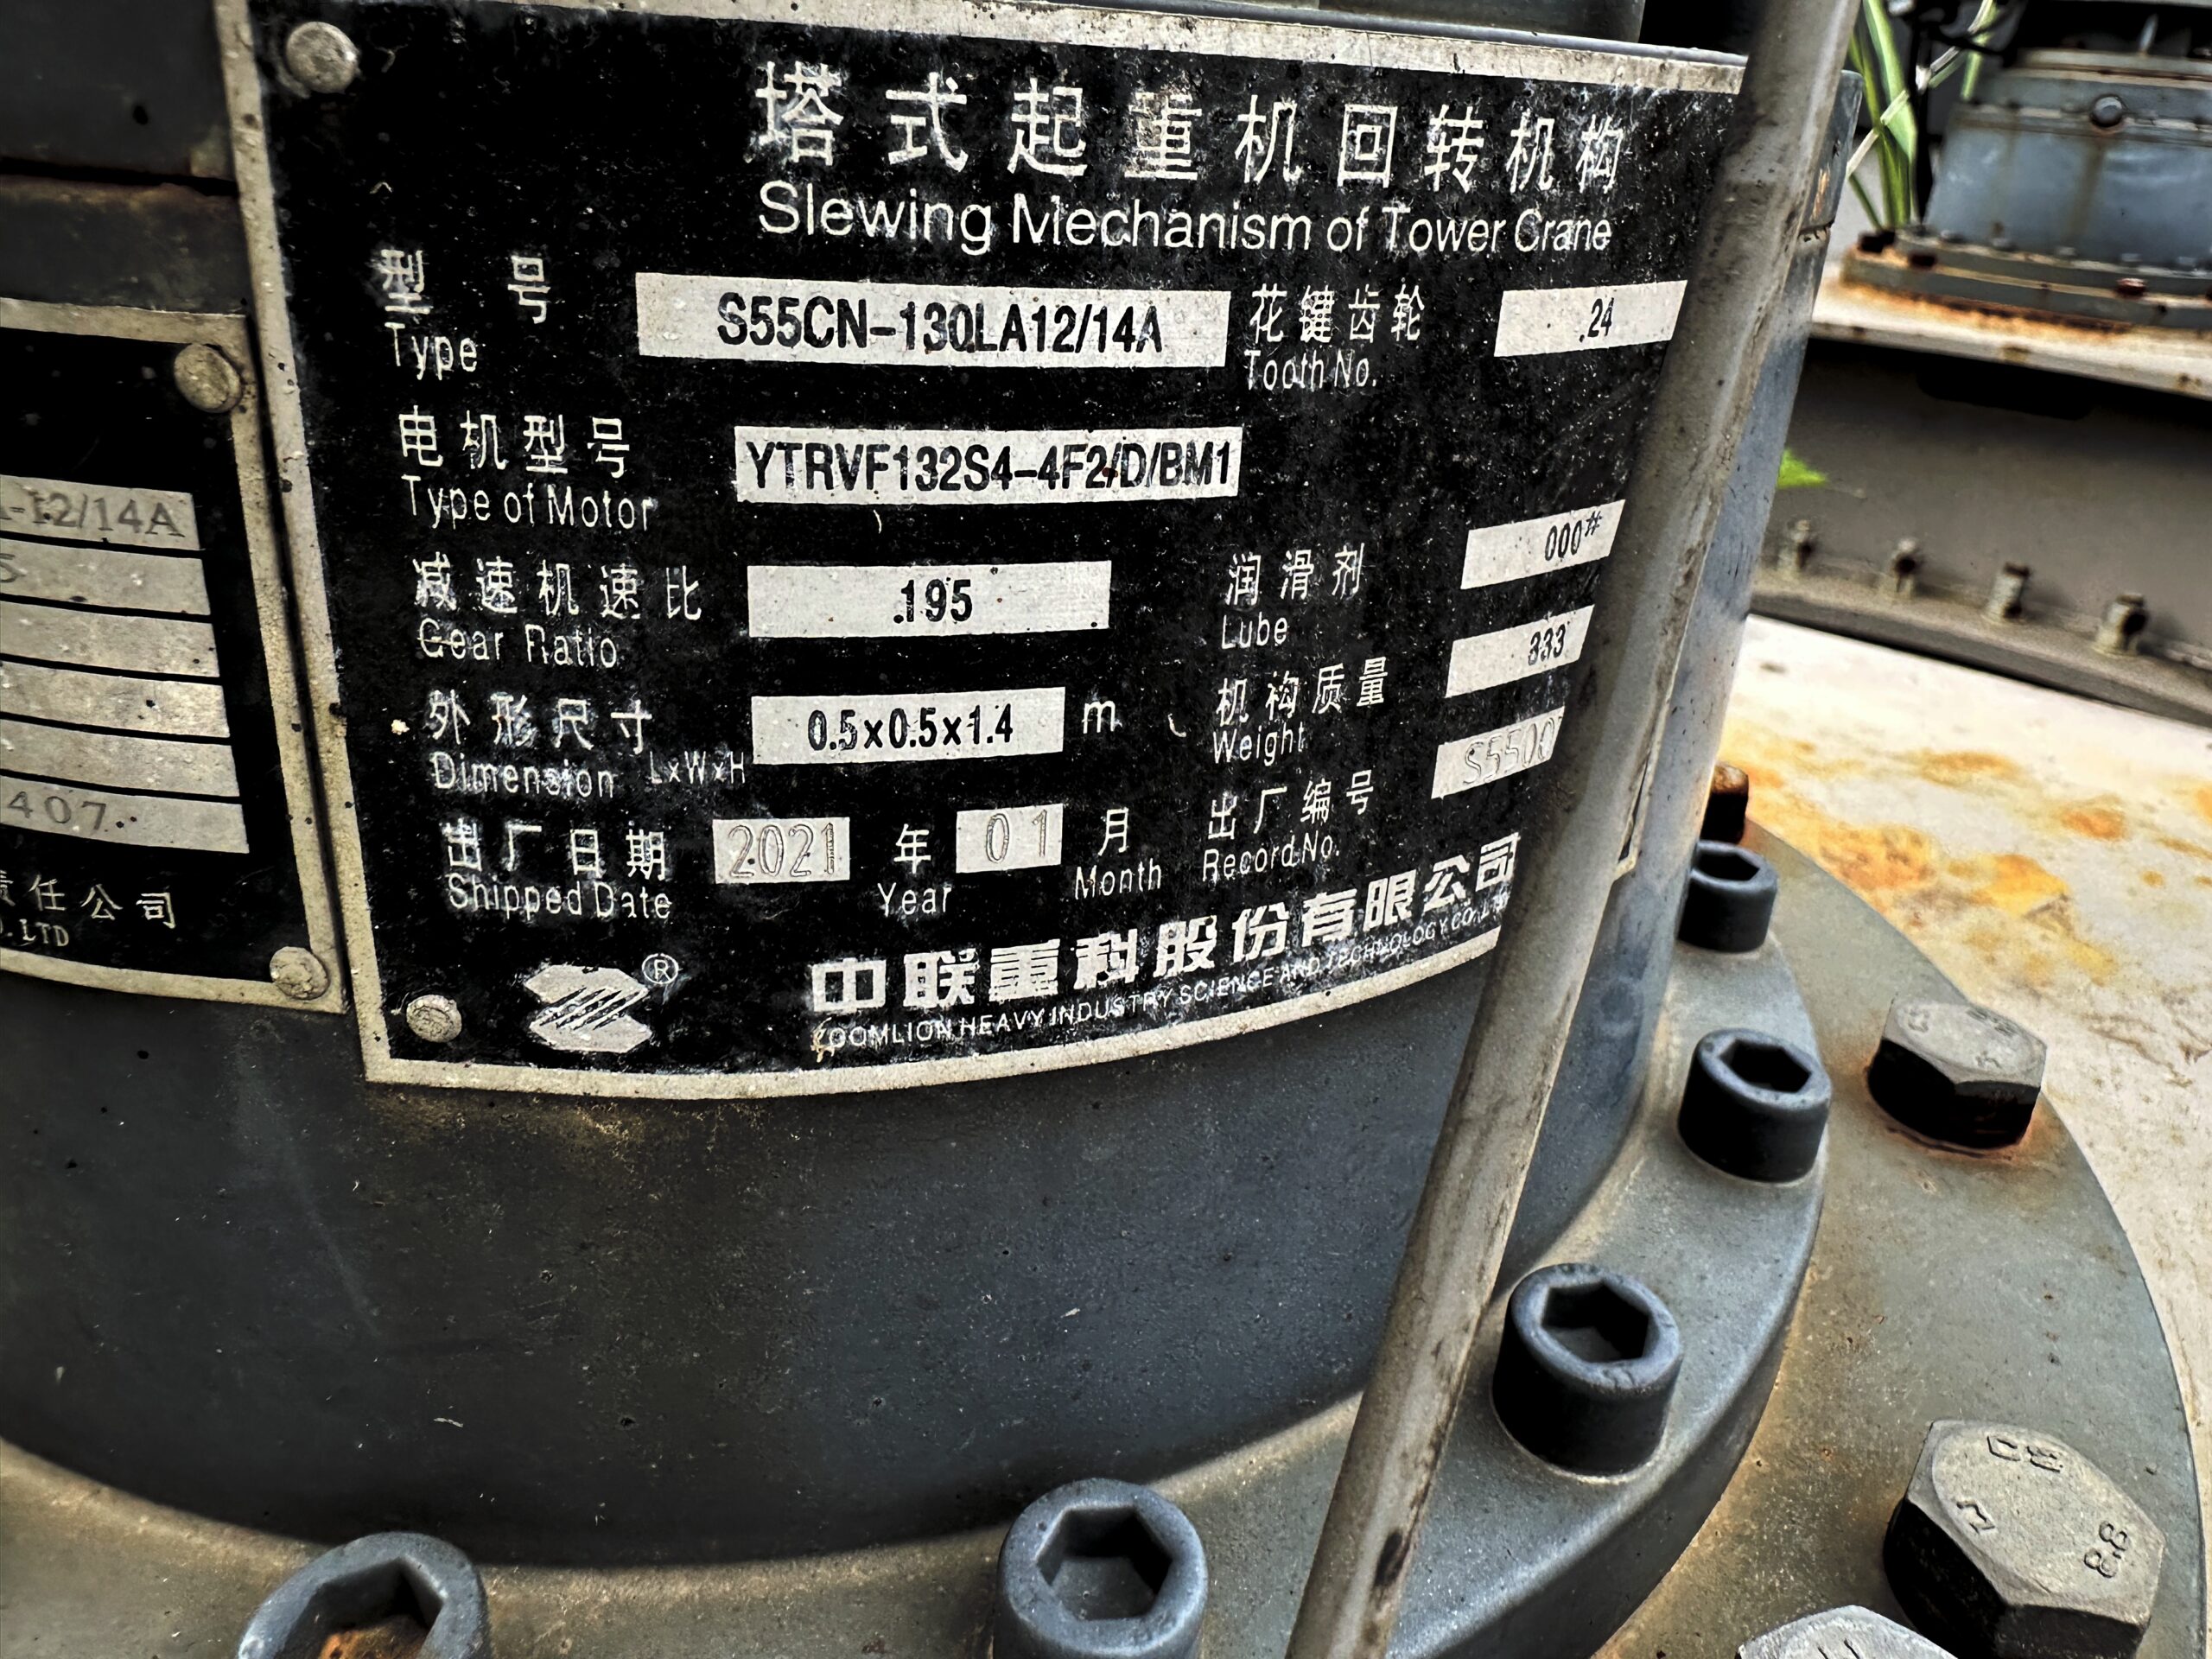 塔式起重机回转机构
Slewing Mechanism of Tower Crane
型号 S55CN-130LA12/14A 花键齿轮 24
Type Tooth No.
电机型号 YTRVF132S4-4F2/D/BM1
Type of Motor
减速机速比 195 润滑剂 000#
Gear Ratio Lube
外形尺寸 0.5x0.5x1.4 m 机构质量 333
Dimension LxWxH Weight
出厂日期 2021 年 01 月 出厂编号 S550
Shipped Date Year Month Record No.
中联重科股份有限公司
ZOOMLION HEAVY INDUSTRY SCIENCE AND TECHNOLOGY CO.,LTD
®
-12/14A
5
407
责任公司
.LTD
8.8